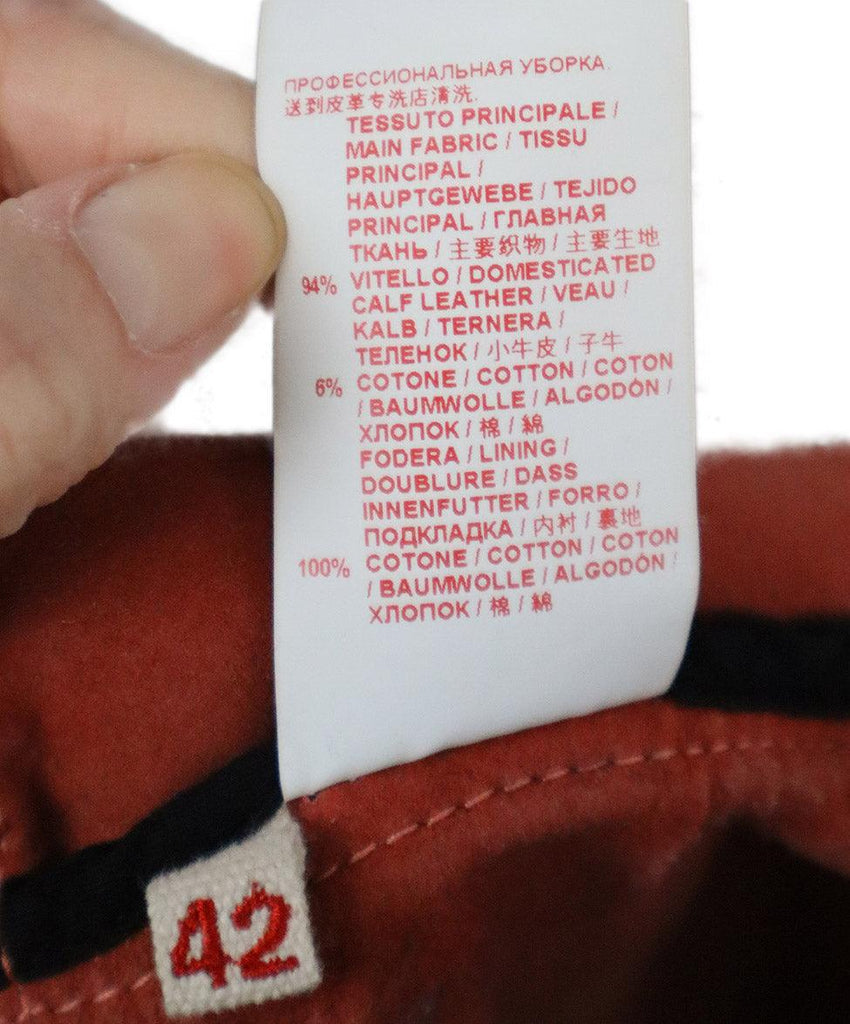 ПРОФЕССИОНАЛЬНАЯ УБОРКА.
送到皮革专洗店清洗.
TESSUTO PRINCIPALE /
MAIN FABRIC / TISSU
PRINCIPAL /
HAUPTGEWEBE / TEJIDO
PRINCIPAL / ГЛАВНАЯ
ТКАНЬ / 主要织物 / 主要生地
94% VITELLO / DOMESTICATED
CALF LEATHER / VEAU /
KALB / TERNERA /
ТЕЛЕНОК / 小牛皮 / 子牛
6% COTONE / COTTON / COTON
/ BAUMWOLLE / ALGODÓN /
ХЛОПОК / 棉 / 綿
FODERA / LINING /
DOUBLURE / DASS
INNENFUTTER / FORRO /
ПОДКЛАДКА / 内衬 / 裏地
100% COTONE / COTTON / COTON
/ BAUMWOLLE / ALGODÓN /
ХЛОПОК / 棉 / 綿
42